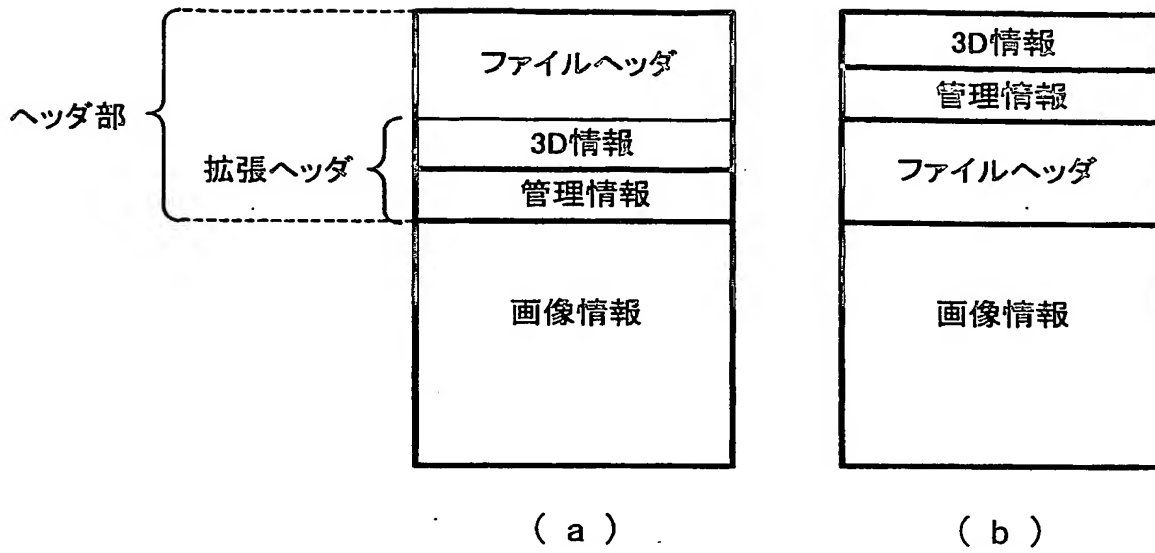 ヘッダ部
拡張ヘッダ
ファイルヘッダ
3D情報
管理情報
画像情報
( a )
3D情報
管理情報
ファイルヘッダ
画像情報
( b )